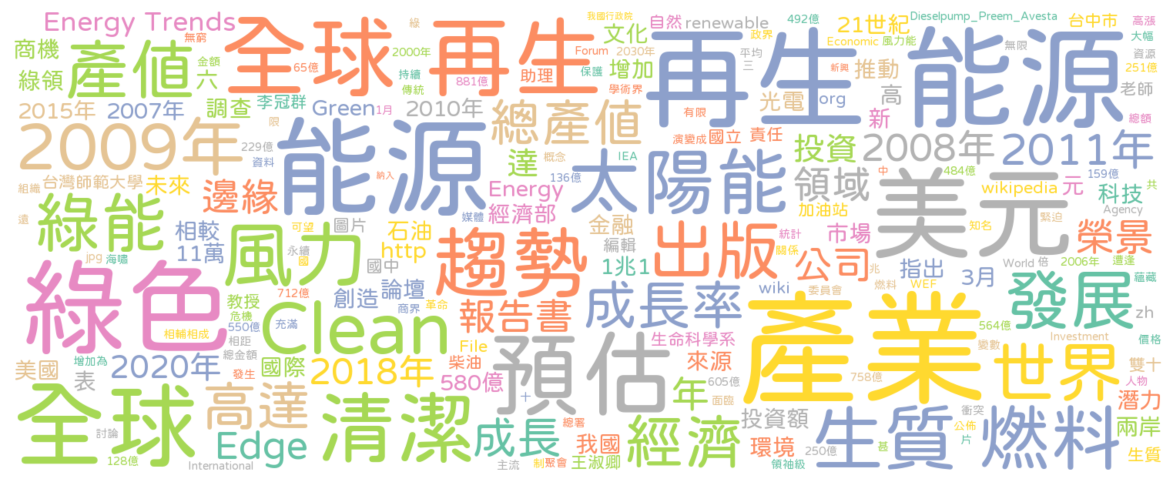 Energy Trends
無窮
全球
再生
我國行政院
綠
自然
renewable
492億
Dieselpump_Preem_Avesta
台中市
高漲
商機
產值
金額
文化
政界
21世紀
Economic
風力能
大幅
綠領
六
65億
2000年
Forum
2030年
平均
再生
能源
無限
資源
持續
881億
助理
保護
增加
三
推動
251億
傳統
學術界
新興
2015年
2007年
調查
李冠群
Green
1月
2010年
總產值
有限
光電
org
高
老師
2009年
229億
限
能源
達
演變成
國立
責任
新
總額
資料
納入
概念
IEA
太陽能
投資
2008年
2011年
組織
台灣師範大學
未來
邊緣
Energy
136億
領域
中
484億
159億
遠
經濟部
媒體
美元
wikipedia
元
科技
共
綠能
相較
可望
圖片
石油
金融
加油站
知名
緊迫
Agency
11萬
風力
http
趨勢
編輯
出版
統計
市場
榮景
jpg
海嘯
永續
國
國中
1兆1
關係
公司
World
倍
2006年
遭逢
綠色
教授
712億
創造
論壇
成長率
wiki
兆
指出
3月
發展
蘊藏
危機
革命
委員會
燃料
WEF
550億
充滿
Clean
商界
報告書
產業
564億
zh
相輔相成
相距
File
預估
生命科學系
變數
Investment
價格
增加為
總金額
美國
表
2020年
發生
國際
2018年
柴油
580億
來源
世界
雙十
年
605億
758億
人物
全球
高達
清潔
十
面臨
潛力
投資額
衝突
公佈
討論
Edge
成長
總署
我國
經濟
環境
生質
燃料
兩岸
片
128億
International
主流
制
聚會
王淑卿
領袖級
250億
甚
生質